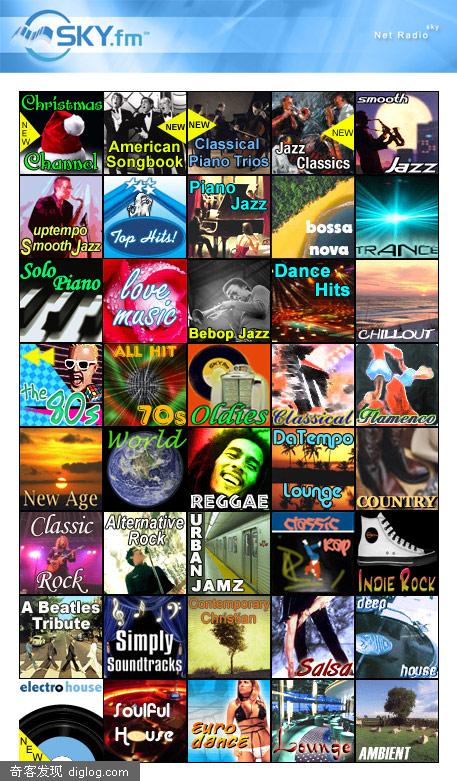 SKY.fm
sky
Net Radio
Christmas
NEW
Channel
American
Songbook
NEW
NEW
Classical
Piano Trios
Jazz
Classics
NEW
smooth
Jazz
uptempo
Smooth Jazz
Top Hits!
Piano
Jazz
bossa
nova
TRANCE
Solo
Piano
love
music
Bebop Jazz
Dance
Hits
CHILLOUT
the
80s
ALL HIT
70s
Oldies
Classical
Flamenco
New Age
World
REGGAE
DaTempo
Lounge
COUNTRY
Classic
Rock
Alternative
Rock
URBAN
JAMZ
classic
rap
INDIE ROCK
A BEATLES
TRIBUTE
Simply
Soundtracks
Contemporary
Christian
Salsa
deep
house
electro house
NEW
Soulful
House
Euro
dance
Lounge
AMBIENT
奇客发现 diglog.com